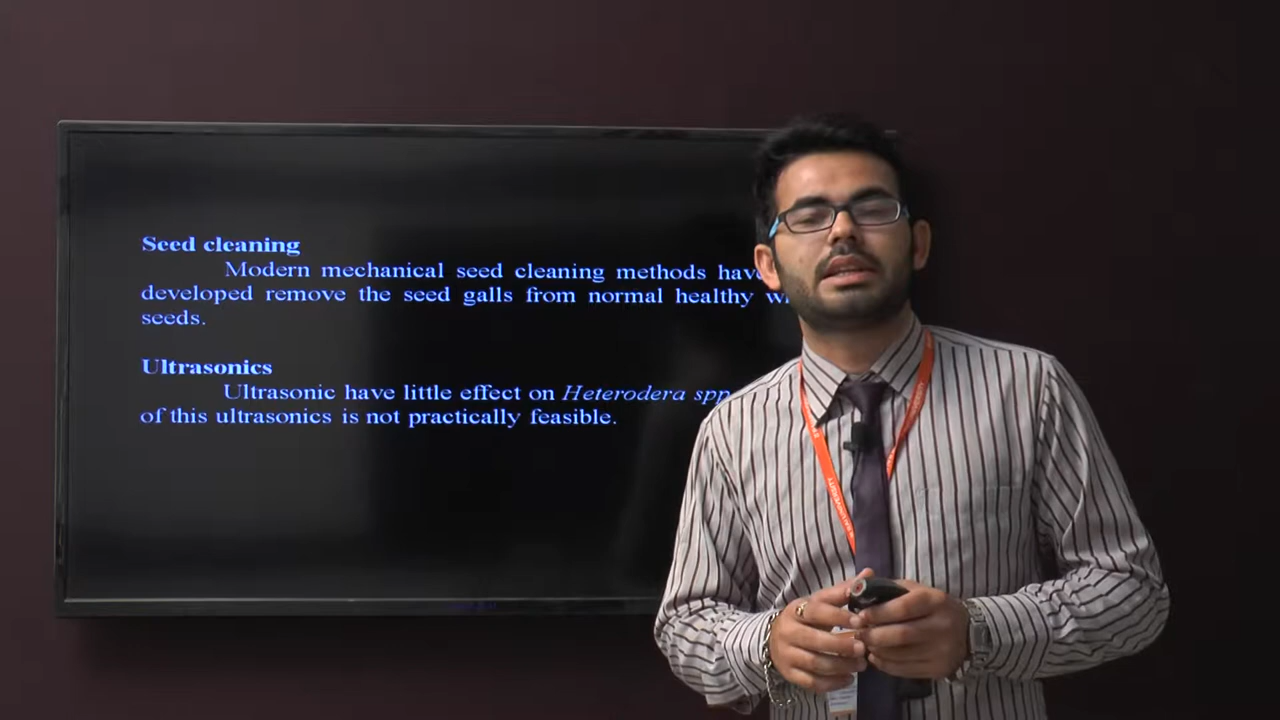 Seed cleaning
Modern mechanical seed cleaning methods have
developed remove the seed galls from normal healthy
seeds.
Ultrasonics
Ultrasonic have little effect on Heterodera spp
of this ultrasonics is not practically feasible.
UNIVERSITY